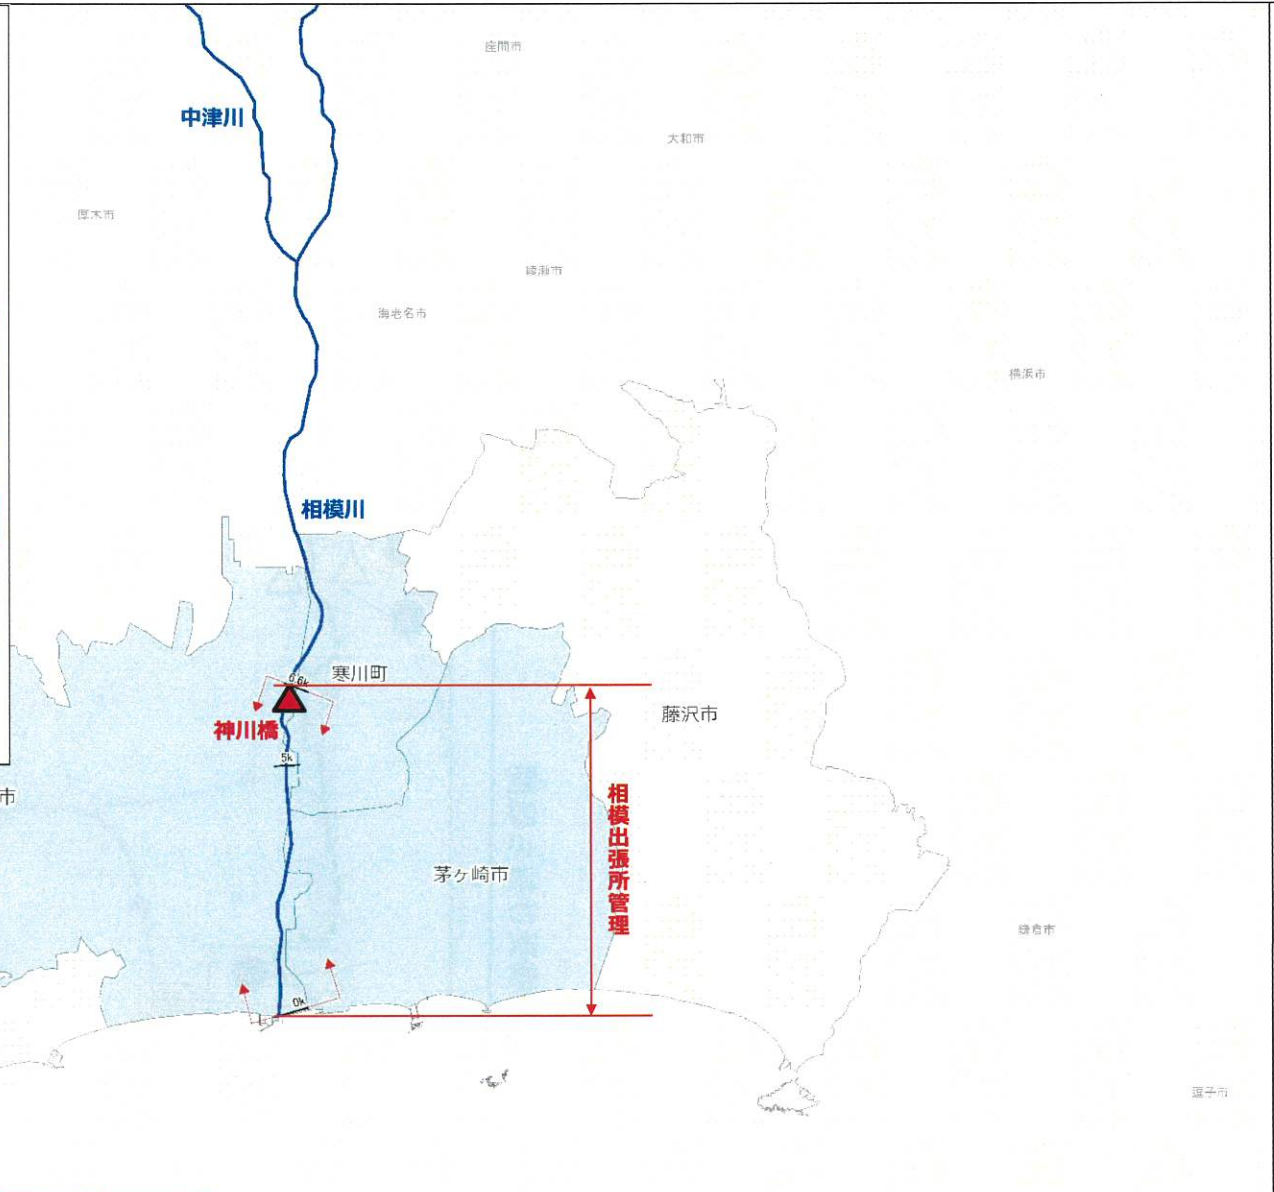 座間市
中津川
大和市
厚木市
綾瀬市
海老名市
横浜市
相模川
寒川町
6.6k
神川橋
藤沢市
5k
市
相模出張所管理
茅ヶ崎市
鎌倉市
0k
逗子市